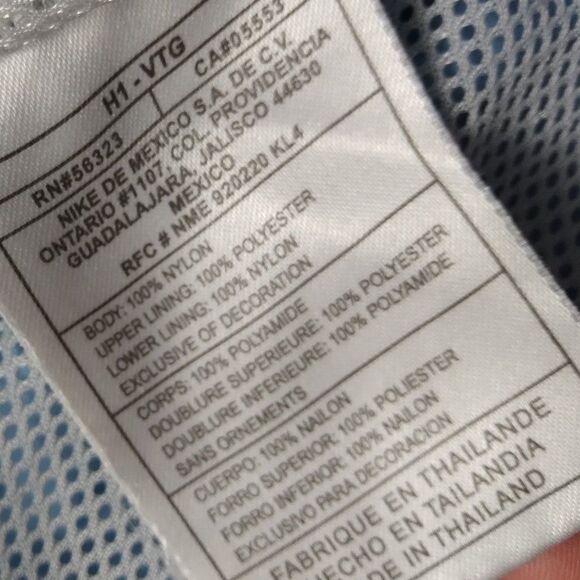 H1 - VTG
RN#56323
CA#05553
NIKE DE MEXICO S.A. DE C.V.
ONTARIO #1107, COL. PROVIDENCIA
GUADALAJARA, JALISCO 44630
MEXICO
RFC # NME 920220 KL4
BODY: 100% NYLON
UPPER LINING: 100% POLYESTER
LOWER LINING: 100% NYLON
EXCLUSIVE OF DECORATION
CORPS: 100% POLYAMIDE
DOUBLURE SUPERIEURE: 100% POLYESTER
DOUBLURE INFERIEURE: 100% POLYAMIDE
SANS ORNEMENTS
CUERPO: 100% NAILON
FORRO SUPERIOR: 100% POLIESTER
FORRO INFERIOR: 100% NAILON
EXCLUSIVO PARA DECORACION
FABRIQUE EN THAILANDE
HECHO EN TAILANDIA
MADE IN THAILAND